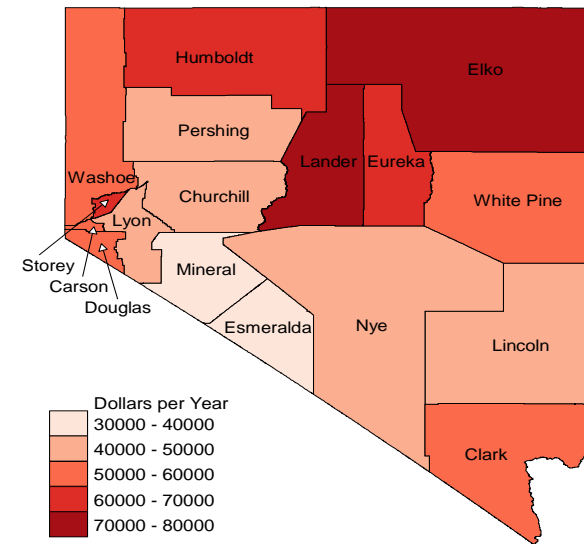 Humboldt
Elko
Pershing
Lander
Eureka
Washoe
Churchill
White Pine
Lyon
Storey
Carson
Douglas
Mineral
Esmeralda
Nye
Lincoln
Clark
Dollars per Year
30000 - 40000
40000 - 50000
50000 - 60000
60000 - 70000
70000 - 80000